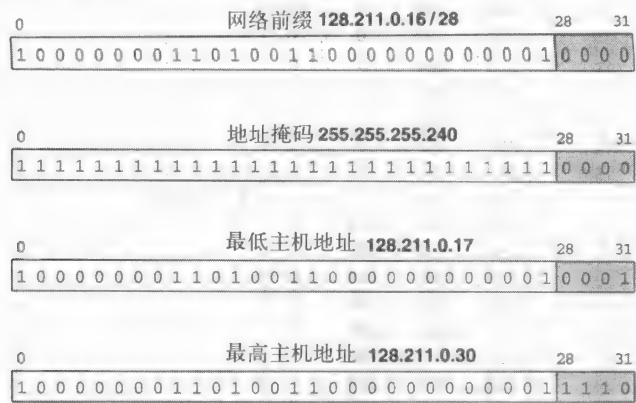 网络前缀 128.211.0.16/28
0 28 31
1 0 0 0 0 0 0 0 1 1 0 1 0 0 1 1 0 0 0 0 0 0 0 0 0 0 0 1 0 0 0 0
地址掩码 255.255.255.240
0 28 31
1 1 1 1 1 1 1 1 1 1 1 1 1 1 1 1 1 1 1 1 1 1 1 1 1 1 1 1 0 0 0 0
最低主机地址 128.211.0.17
0 28 31
1 0 0 0 0 0 0 0 1 1 0 1 0 0 1 1 0 0 0 0 0 0 0 0 0 0 0 1 0 0 0 1
最高主机地址 128.211.0.30
0 28 31
1 0 0 0 0 0 0 0 1 1 0 1 0 0 1 1 0 0 0 0 0 0 0 0 0 0 0 1 1 1 1 0